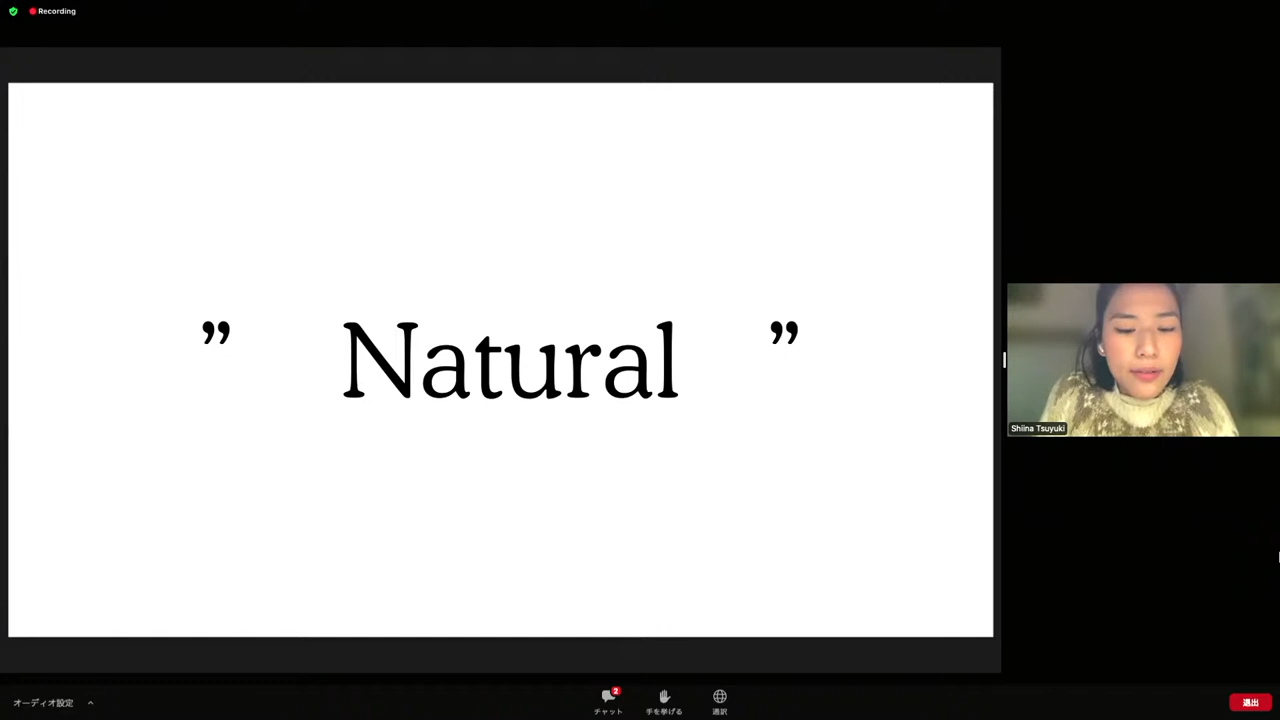 Recording
” Natural ”
Shiina Tsuyuki
オーディオ設定
2
チャット
手を挙げる
通訳
退出